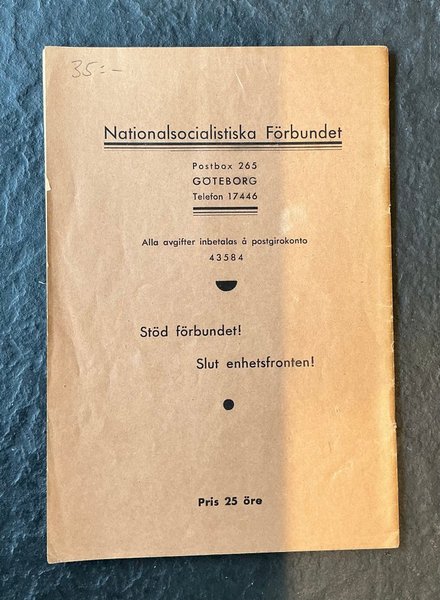 35:-
Nationalsocialistiska Förbundet
Postbox 265
GÖTEBORG
Telefon 17446
Alla avgifter inbetalas å postgirokonto
43584
Stöd förbundet!
Slut enhetsfronten!
Pris 25 öre